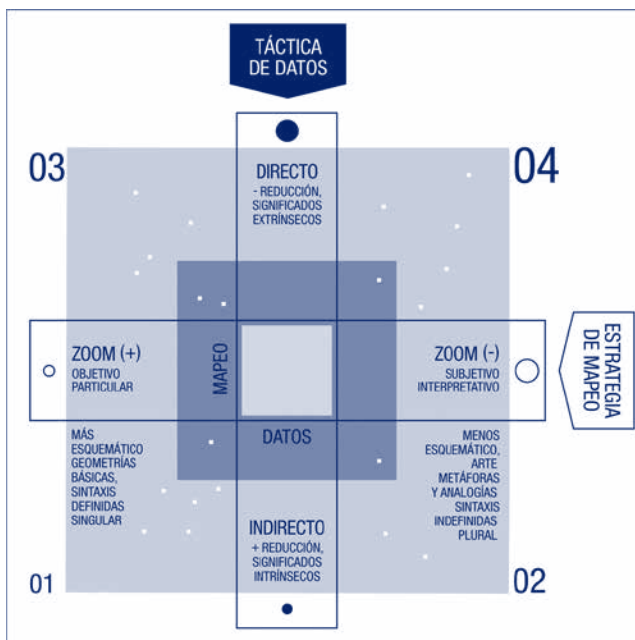 TÁCTICA
DE DATOS
03
04
DIRECTO
- REDUCCIÓN,
SIGNIFICADOS
EXTRÍNSECOS
ZOOM (+)
OBJETIVO
PARTICULAR
MAPEO
ZOOM (-)
SUBJETIVO
INTERPRETATIVO
ESTRATEGIA
DE MAPEO
DATOS
MÁS
ESQUEMÁTICO
GEOMETRÍAS
BÁSICAS,
SINTAXIS
DEFINIDAS
SINGULAR
MENOS
ESQUEMÁTICO,
ARTE
METÁFORAS
Y ANALOGÍAS
SINTAXIS
INDEFINIDAS
PLURAL
INDIRECTO
+ REDUCCIÓN,
SIGNIFICADOS
INTRÍNSECOS
01
02